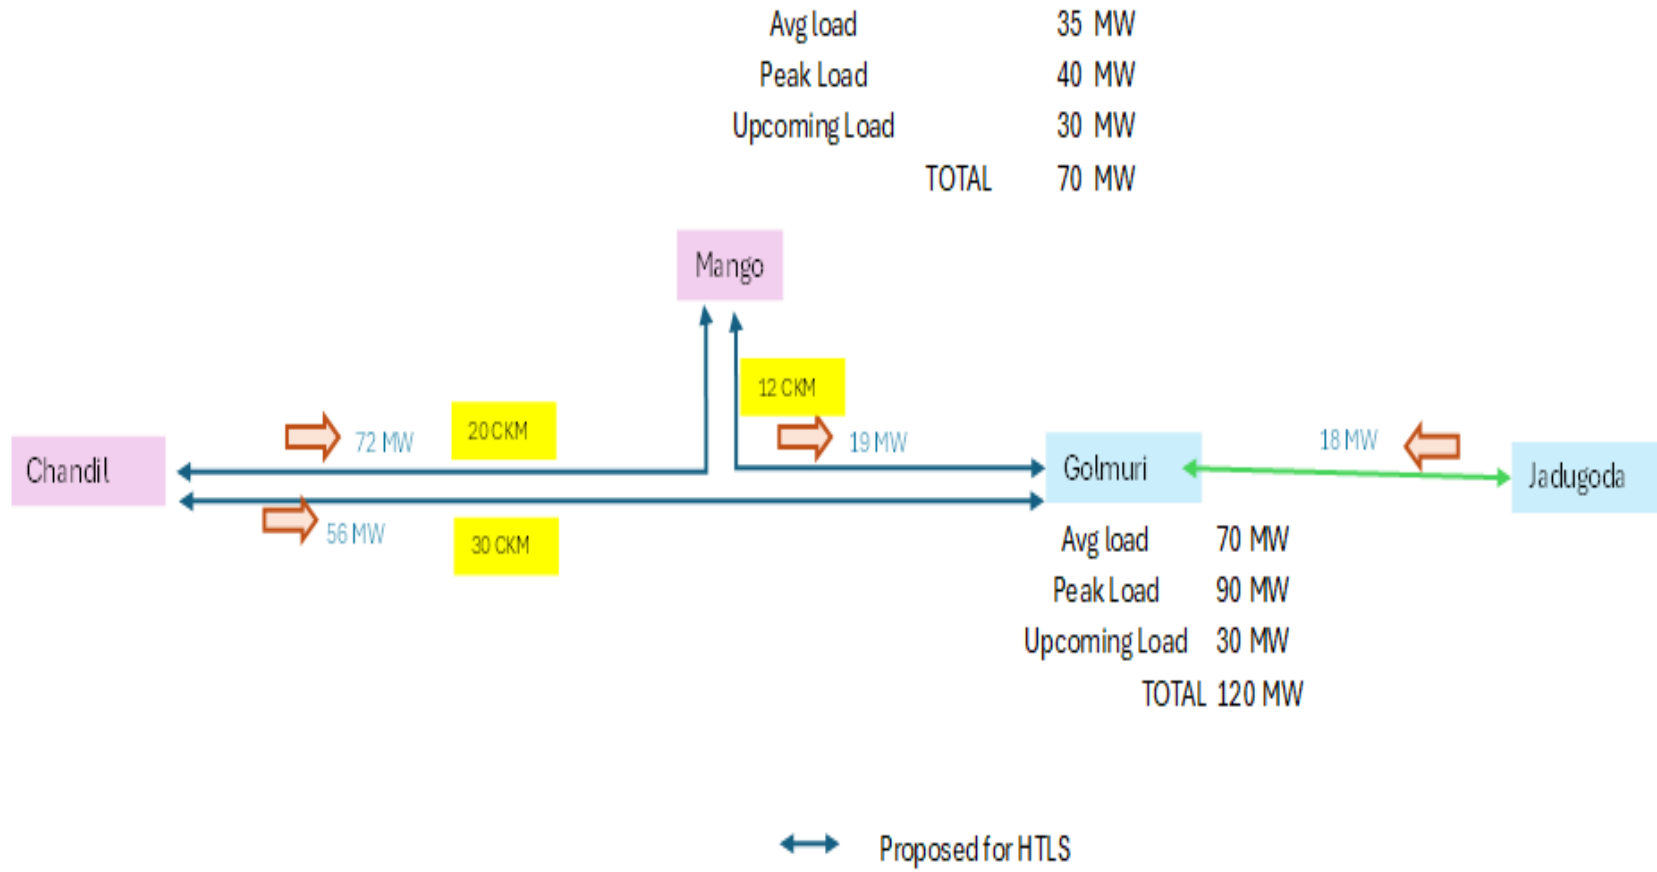 Avg load 35 MW
Peak Load 40 MW
Upcoming Load 30 MW
TOTAL 70 MW
Mango
12 CKM
20 CKM
72 MW
19 MW
18 MW
Chandil
Golmuri
Jadugoda
56 MW
30 CKM
Avg load 70 MW
Peak Load 90 MW
Upcoming Load 30 MW
TOTAL 120 MW
Proposed for HTLS